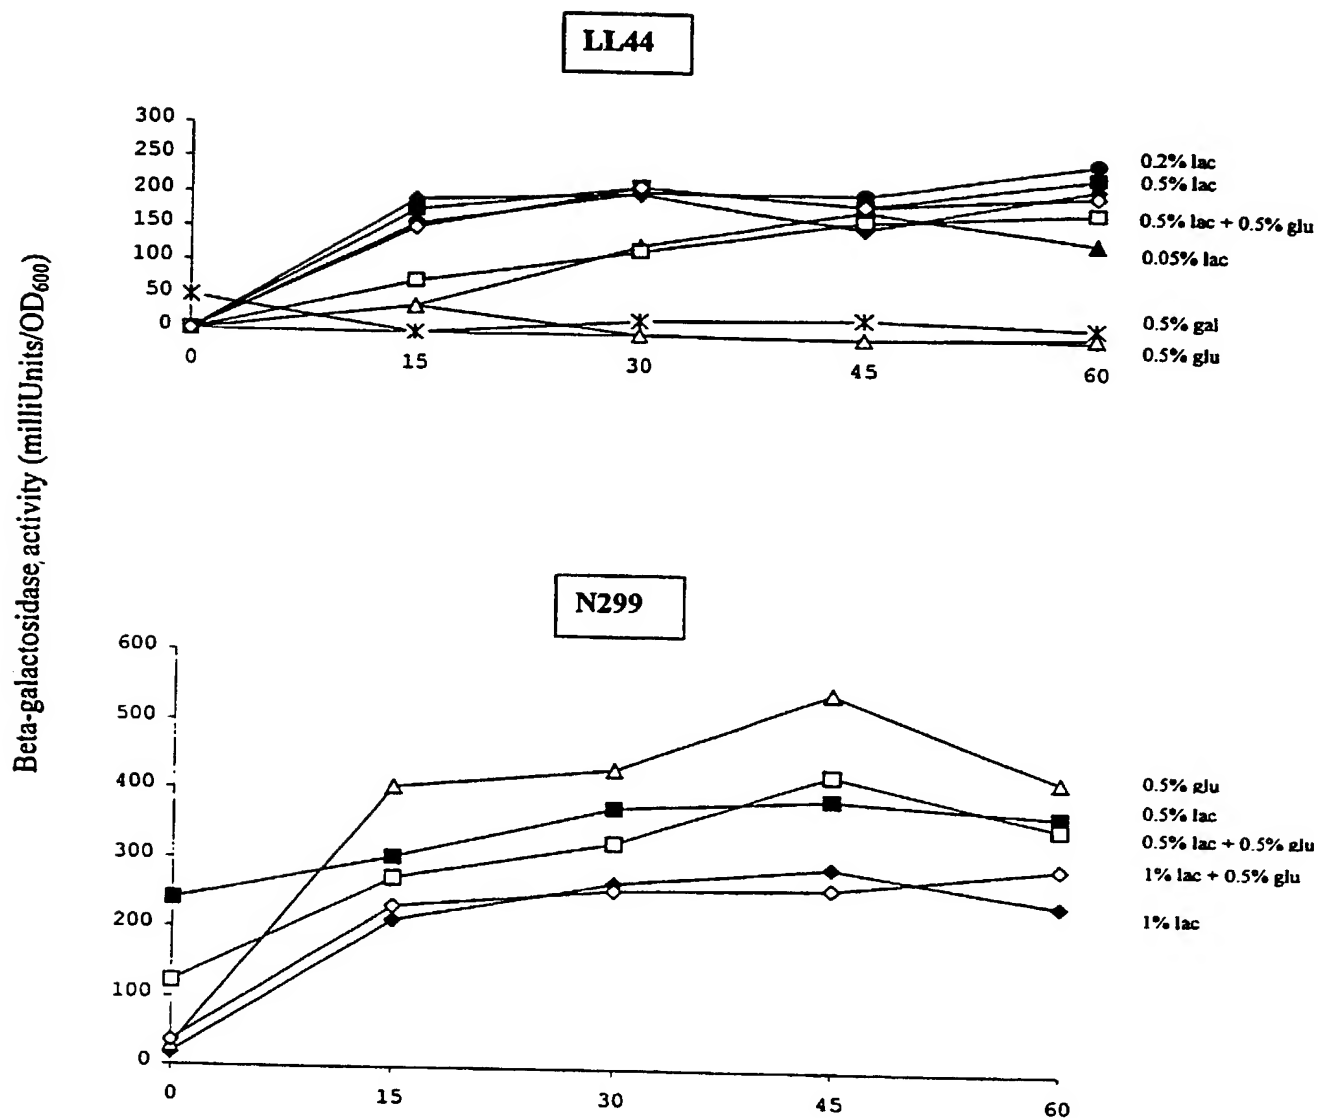 LL44
300
250
200
150
100
50
0
0
15
30
45
60
0.2% lac
0.5% lac
0.5% lac + 0.5% glu
0.05% lac
0.5% gal
0.5% glu
Beta-galactosidase activity (milliUnits/OD600)
N299
600
500
400
300
200
100
0
0
15
30
45
60
0.5% glu
0.5% lac
0.5% lac + 0.5% glu
1% lac + 0.5% glu
1% lac